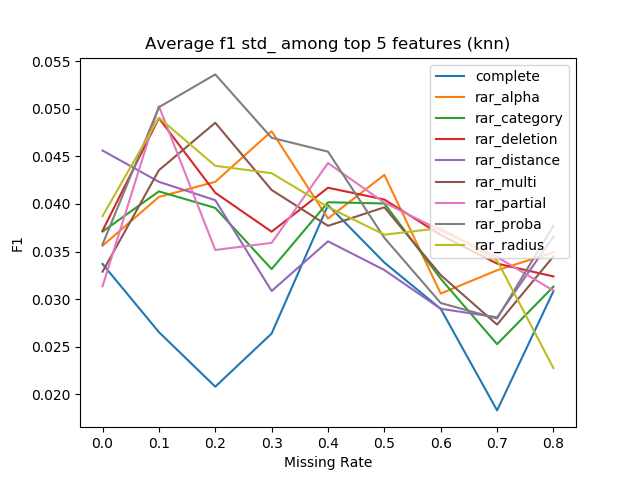 Average f1 std_ among top 5 features (knn)
F1
0.055
0.050
0.045
0.040
0.035
0.030
0.025
0.020
complete
rar_alpha
rar_category
rar_deletion
rar_distance
rar_multi
rar_partial
rar_proba
rar_radius
0.0 0.1 0.2 0.3 0.4 0.5 0.6 0.7 0.8
Missing Rate